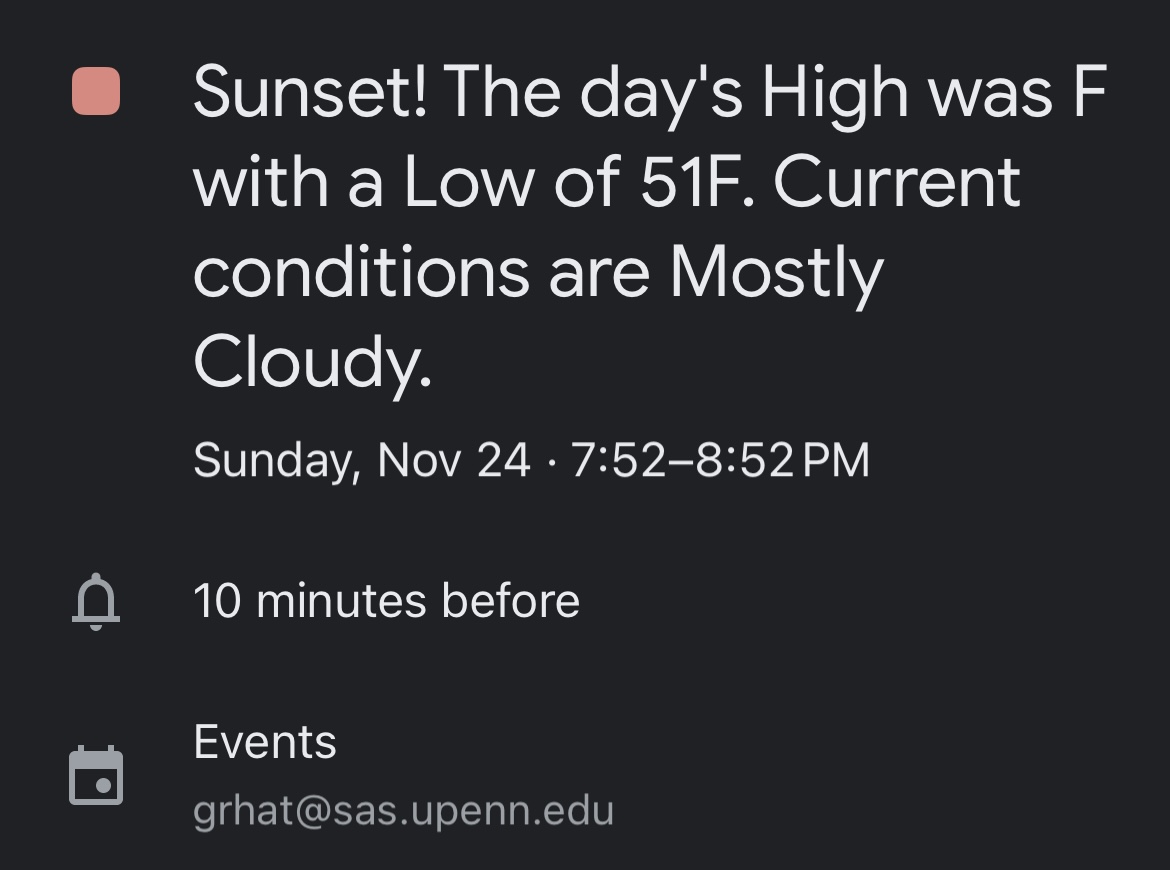 Sunset! The day's High was F
with a Low of 51F. Current
conditions are Mostly
Cloudy.
Sunday, Nov 24 · 7:52–8:52 PM
10 minutes before
Events
grhat@sas.upenn.edu